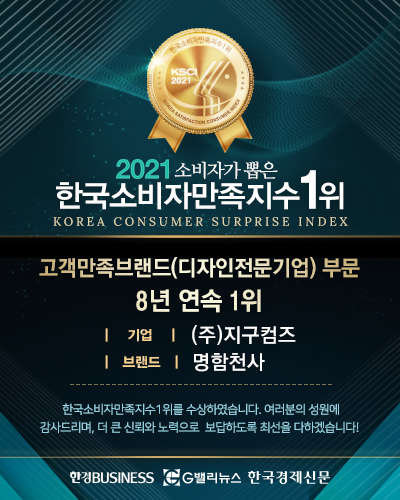 한국소비자만족지수1위
KSCI
2021
KOREA SATISFACTION CONSUMER INDEX
2021 소비자가 뽑은
한국소비자만족지수1위
KOREA CONSUMER SURPRISE INDEX
고객만족브랜드(디자인전문기업) 부문
8년 연속 1위
| 기업 | (주)지구컴즈
| 브랜드 | 명함천사
한국소비자만족지수1위를 수상하였습니다. 여러분의 성원에
감사드리며, 더 큰 신뢰와 노력으로 보답하도록 최선을 다하겠습니다!
한경BUSINESS G밸리뉴스 한국경제신문